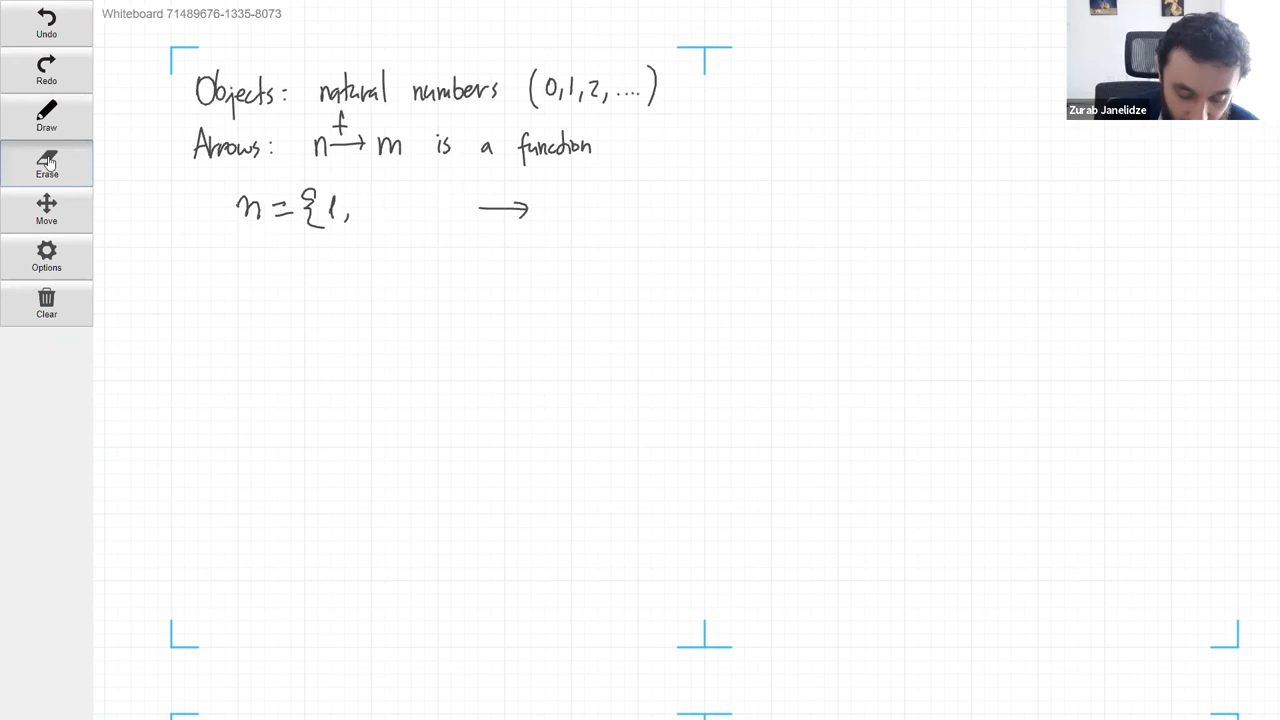 Whiteboard 71489676-1335-8073
Undo
Redo
Draw
Erase
Move
Options
Clear
Objects: natural numbers (0,1,2,....)
f
Arrows: n → m is a function
n = {1,  →
Zurab Janelidze